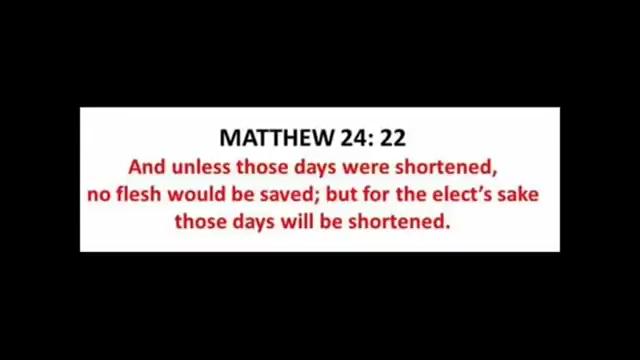 MATTHEW 24: 22
And unless those days were shortened,
no flesh would be saved; but for the elect's sake
those days will be shortened.